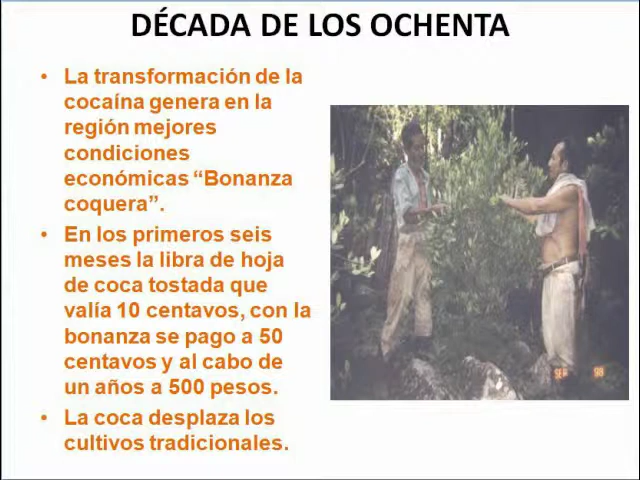 DÉCADA DE LOS OCHENTA
• La transformación de la
cocaína genera en la
región mejores
condiciones
económicas “Bonanza
coquera”.
• En los primeros seis
meses la libra de hoja
de coca tostada que
valía 10 centavos, con la
bonanza se pago a 50
centavos y al cabo de
un años a 500 pesos.
• La coca desplaza los
cultivos tradicionales.